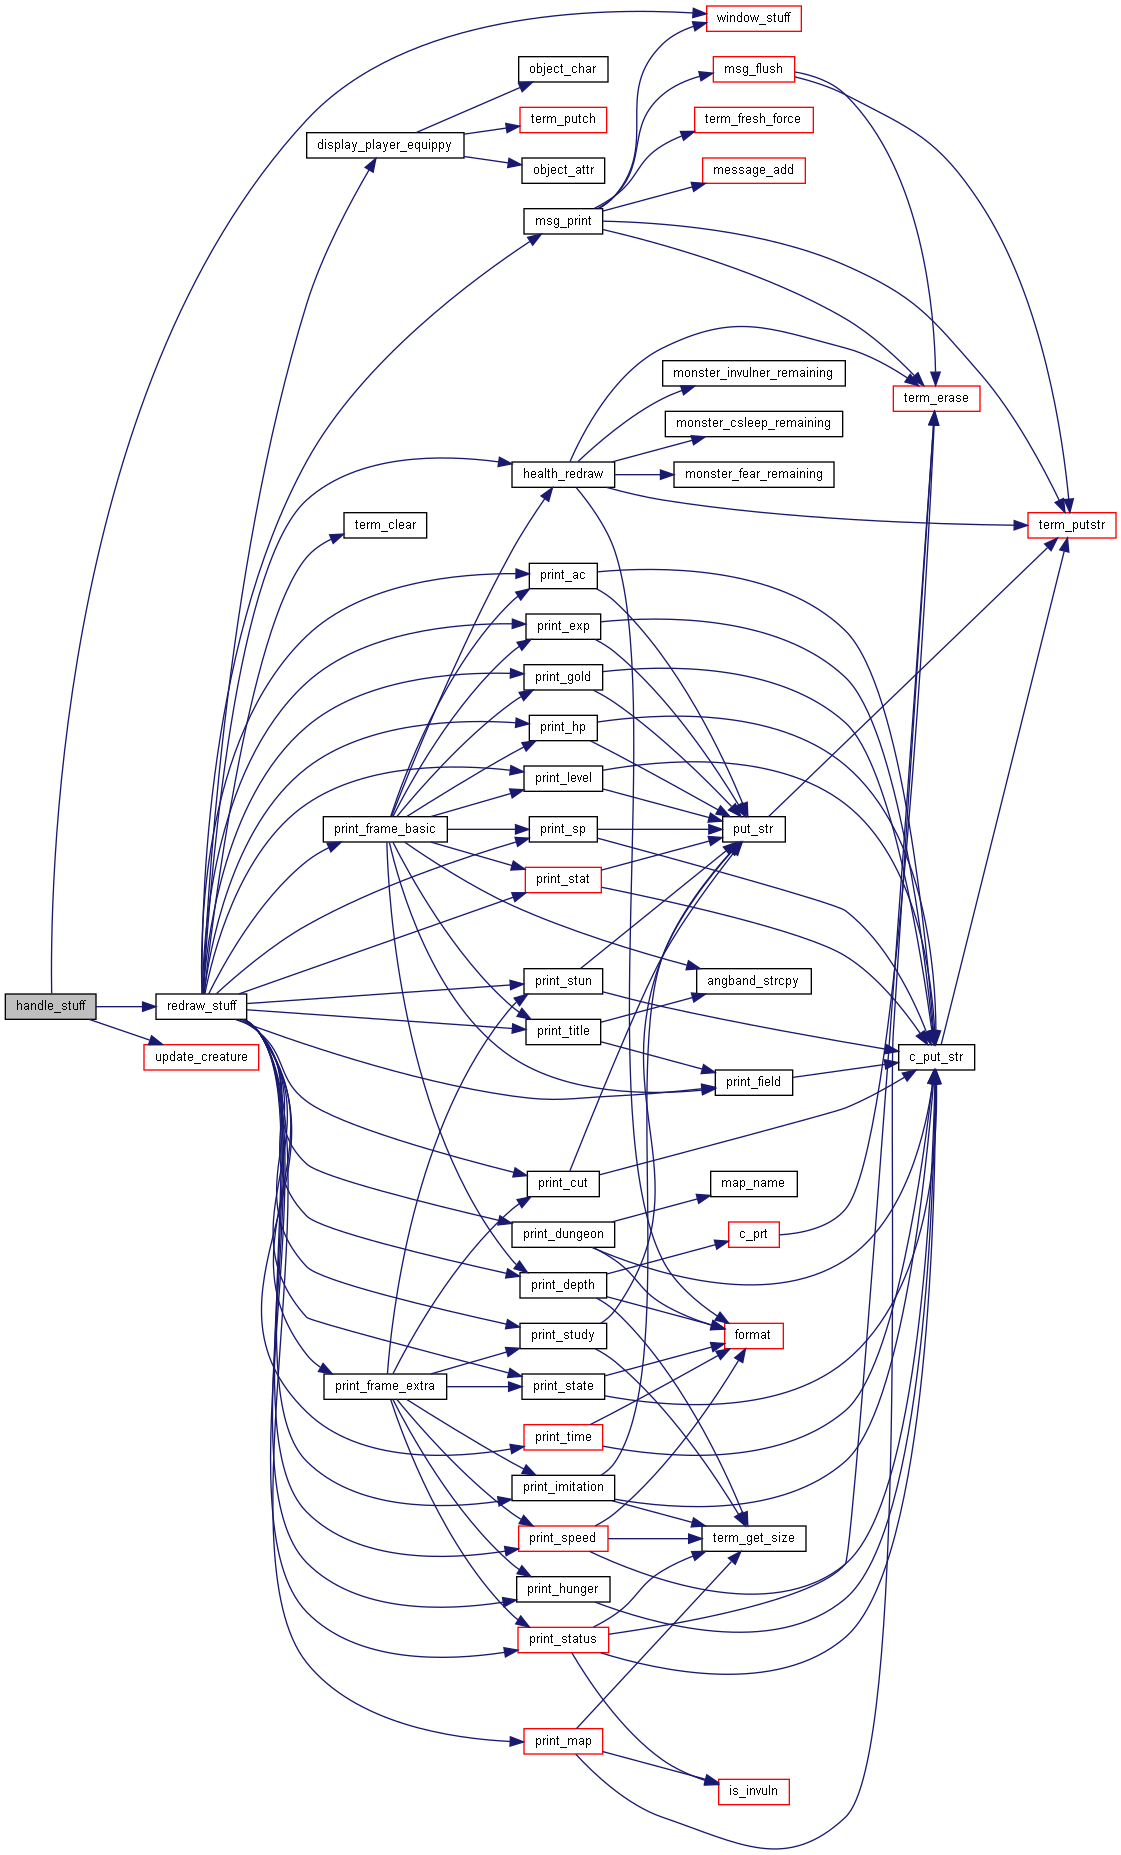 window_stuff
object_char
msg_flush
term_putch
term_fresh_force
display_player_equippy
object_attr
message_add
msg_print
monster_invulner_remaining
term_erase
monster_csleep_remaining
health_redraw
monster_fear_remaining
term_clear
term_putstr
print_ac
print_exp
print_gold
print_hp
print_level
print_frame_basic
print_sp
put_str
print_stat
print_stun
angband_strcpy
handle_stuff
redraw_stuff
print_title
update_creature
c_put_str
print_field
print_cut
map_name
print_dungeon
c_prt
print_depth
print_study
format
print_frame_extra
print_state
print_time
print_imitation
print_speed
term_get_size
print_hunger
print_status
print_map
is_invuln